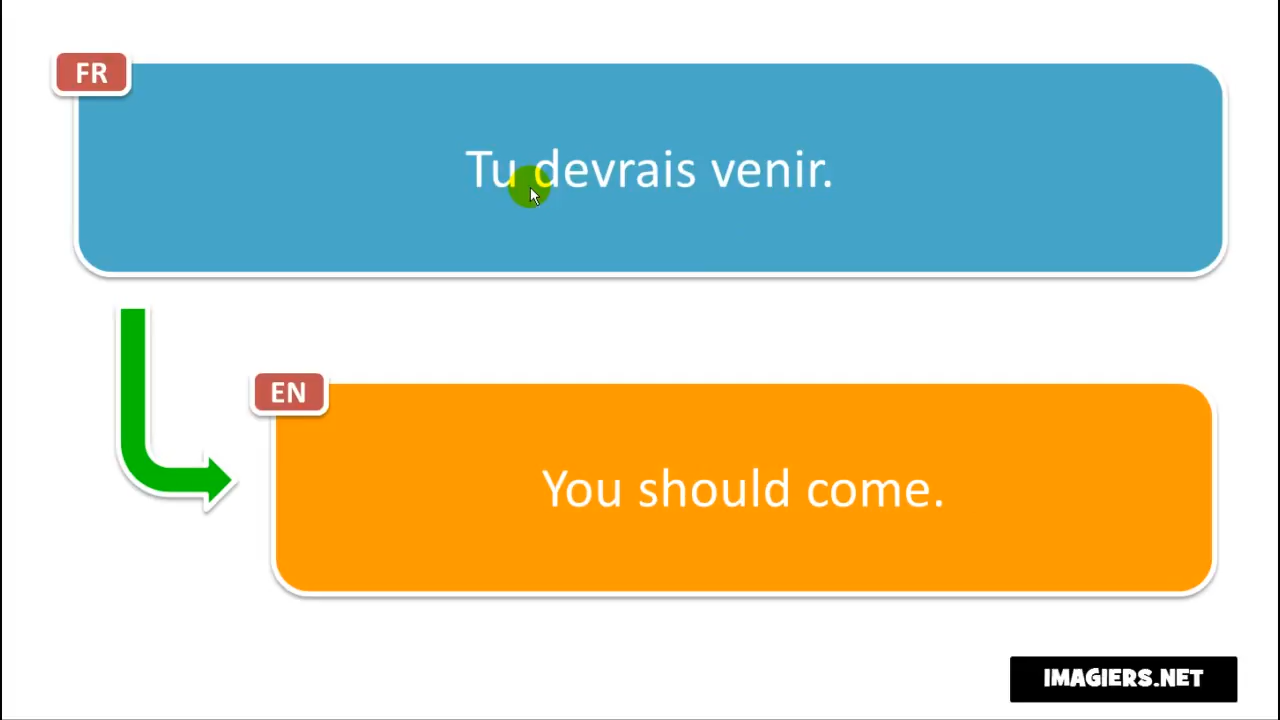 FR
Tu devrais venir.
EN
You should come.
IMAGIERS.NET